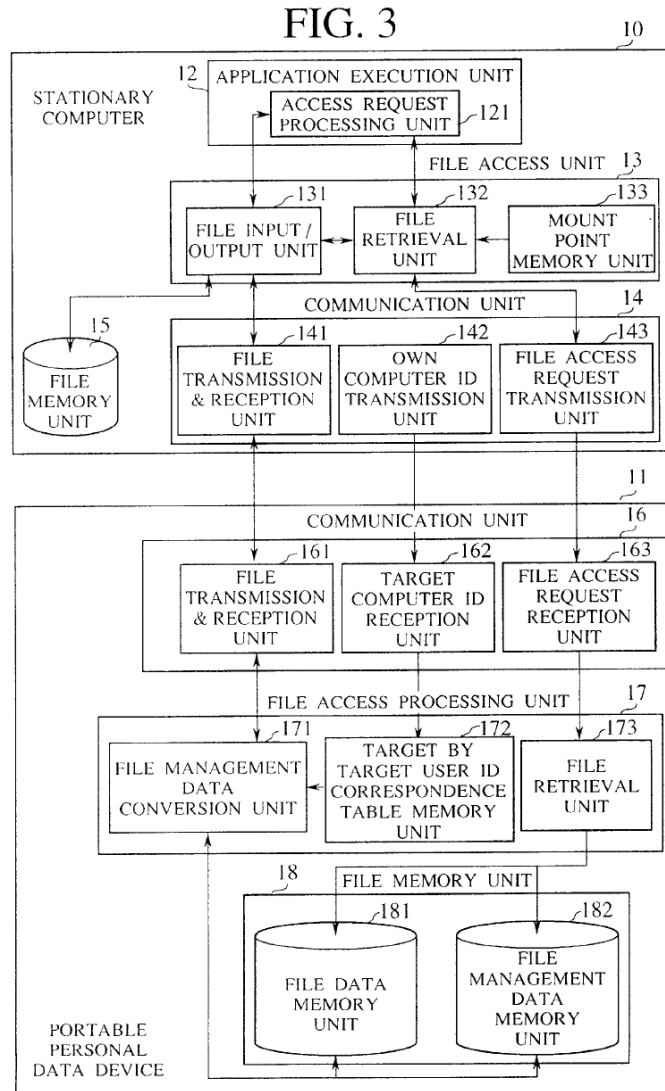 FIG. 3
10
STATIONARY
COMPUTER
12
APPLICATION EXECUTION UNIT
ACCESS REQUEST
PROCESSING UNIT
121
FILE ACCESS UNIT
13
131
FILE INPUT/
OUTPUT UNIT
132
FILE
RETRIEVAL
UNIT
133
MOUNT
POINT
MEMORY UNIT
COMMUNICATION UNIT
14
15
FILE
MEMORY
UNIT
141
FILE
TRANSMISSION
& RECEPTION
UNIT
142
OWN
COMPUTER ID
TRANSMISSION
UNIT
143
FILE ACCESS
REQUEST
TRANSMISSION
UNIT
11
COMMUNICATION UNIT
16
161
FILE
TRANSMISSION
& RECEPTION
UNIT
162
TARGET
COMPUTER ID
RECEPTION
UNIT
163
FILE ACCESS
REQUEST
RECEPTION
UNIT
FILE ACCESS PROCESSING UNIT
17
171
FILE MANAGEMENT
DATA
CONVERSION UNIT
172
TARGET BY
TARGET USER ID
CORRESPONDENCE
TABLE MEMORY
UNIT
173
FILE
RETRIEVAL
UNIT
18
FILE MEMORY UNIT
181
FILE DATA
MEMORY
UNIT
182
FILE
MANAGEMENT
DATA
MEMORY
UNIT
PORTABLE
PERSONAL
DATA DEVICE